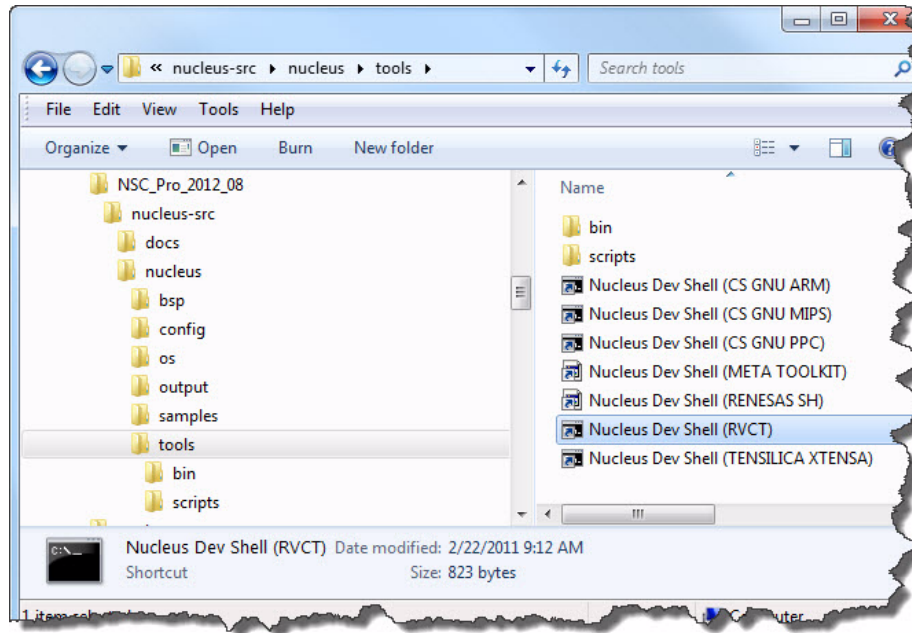 « nucleus-src ▸ nucleus ▸ tools ▸ Search tools
File Edit View Tools Help
Organize ▾ Open Burn New folder
NSC_Pro_2012_08
nucleus-src
docs
nucleus
bsp
config
os
output
samples
tools
bin
scripts
Name
bin
scripts
Nucleus Dev Shell (CS GNU ARM)
Nucleus Dev Shell (CS GNU MIPS)
Nucleus Dev Shell (CS GNU PPC)
Nucleus Dev Shell (META TOOLKIT)
Nucleus Dev Shell (RENESAS SH)
Nucleus Dev Shell (RVCT)
Nucleus Dev Shell (TENSILICA XTENSA)
C:\_
Nucleus Dev Shell (RVCT) Date modified: 2/22/2011 9:12 AM
Shortcut Size: 823 bytes
1 item